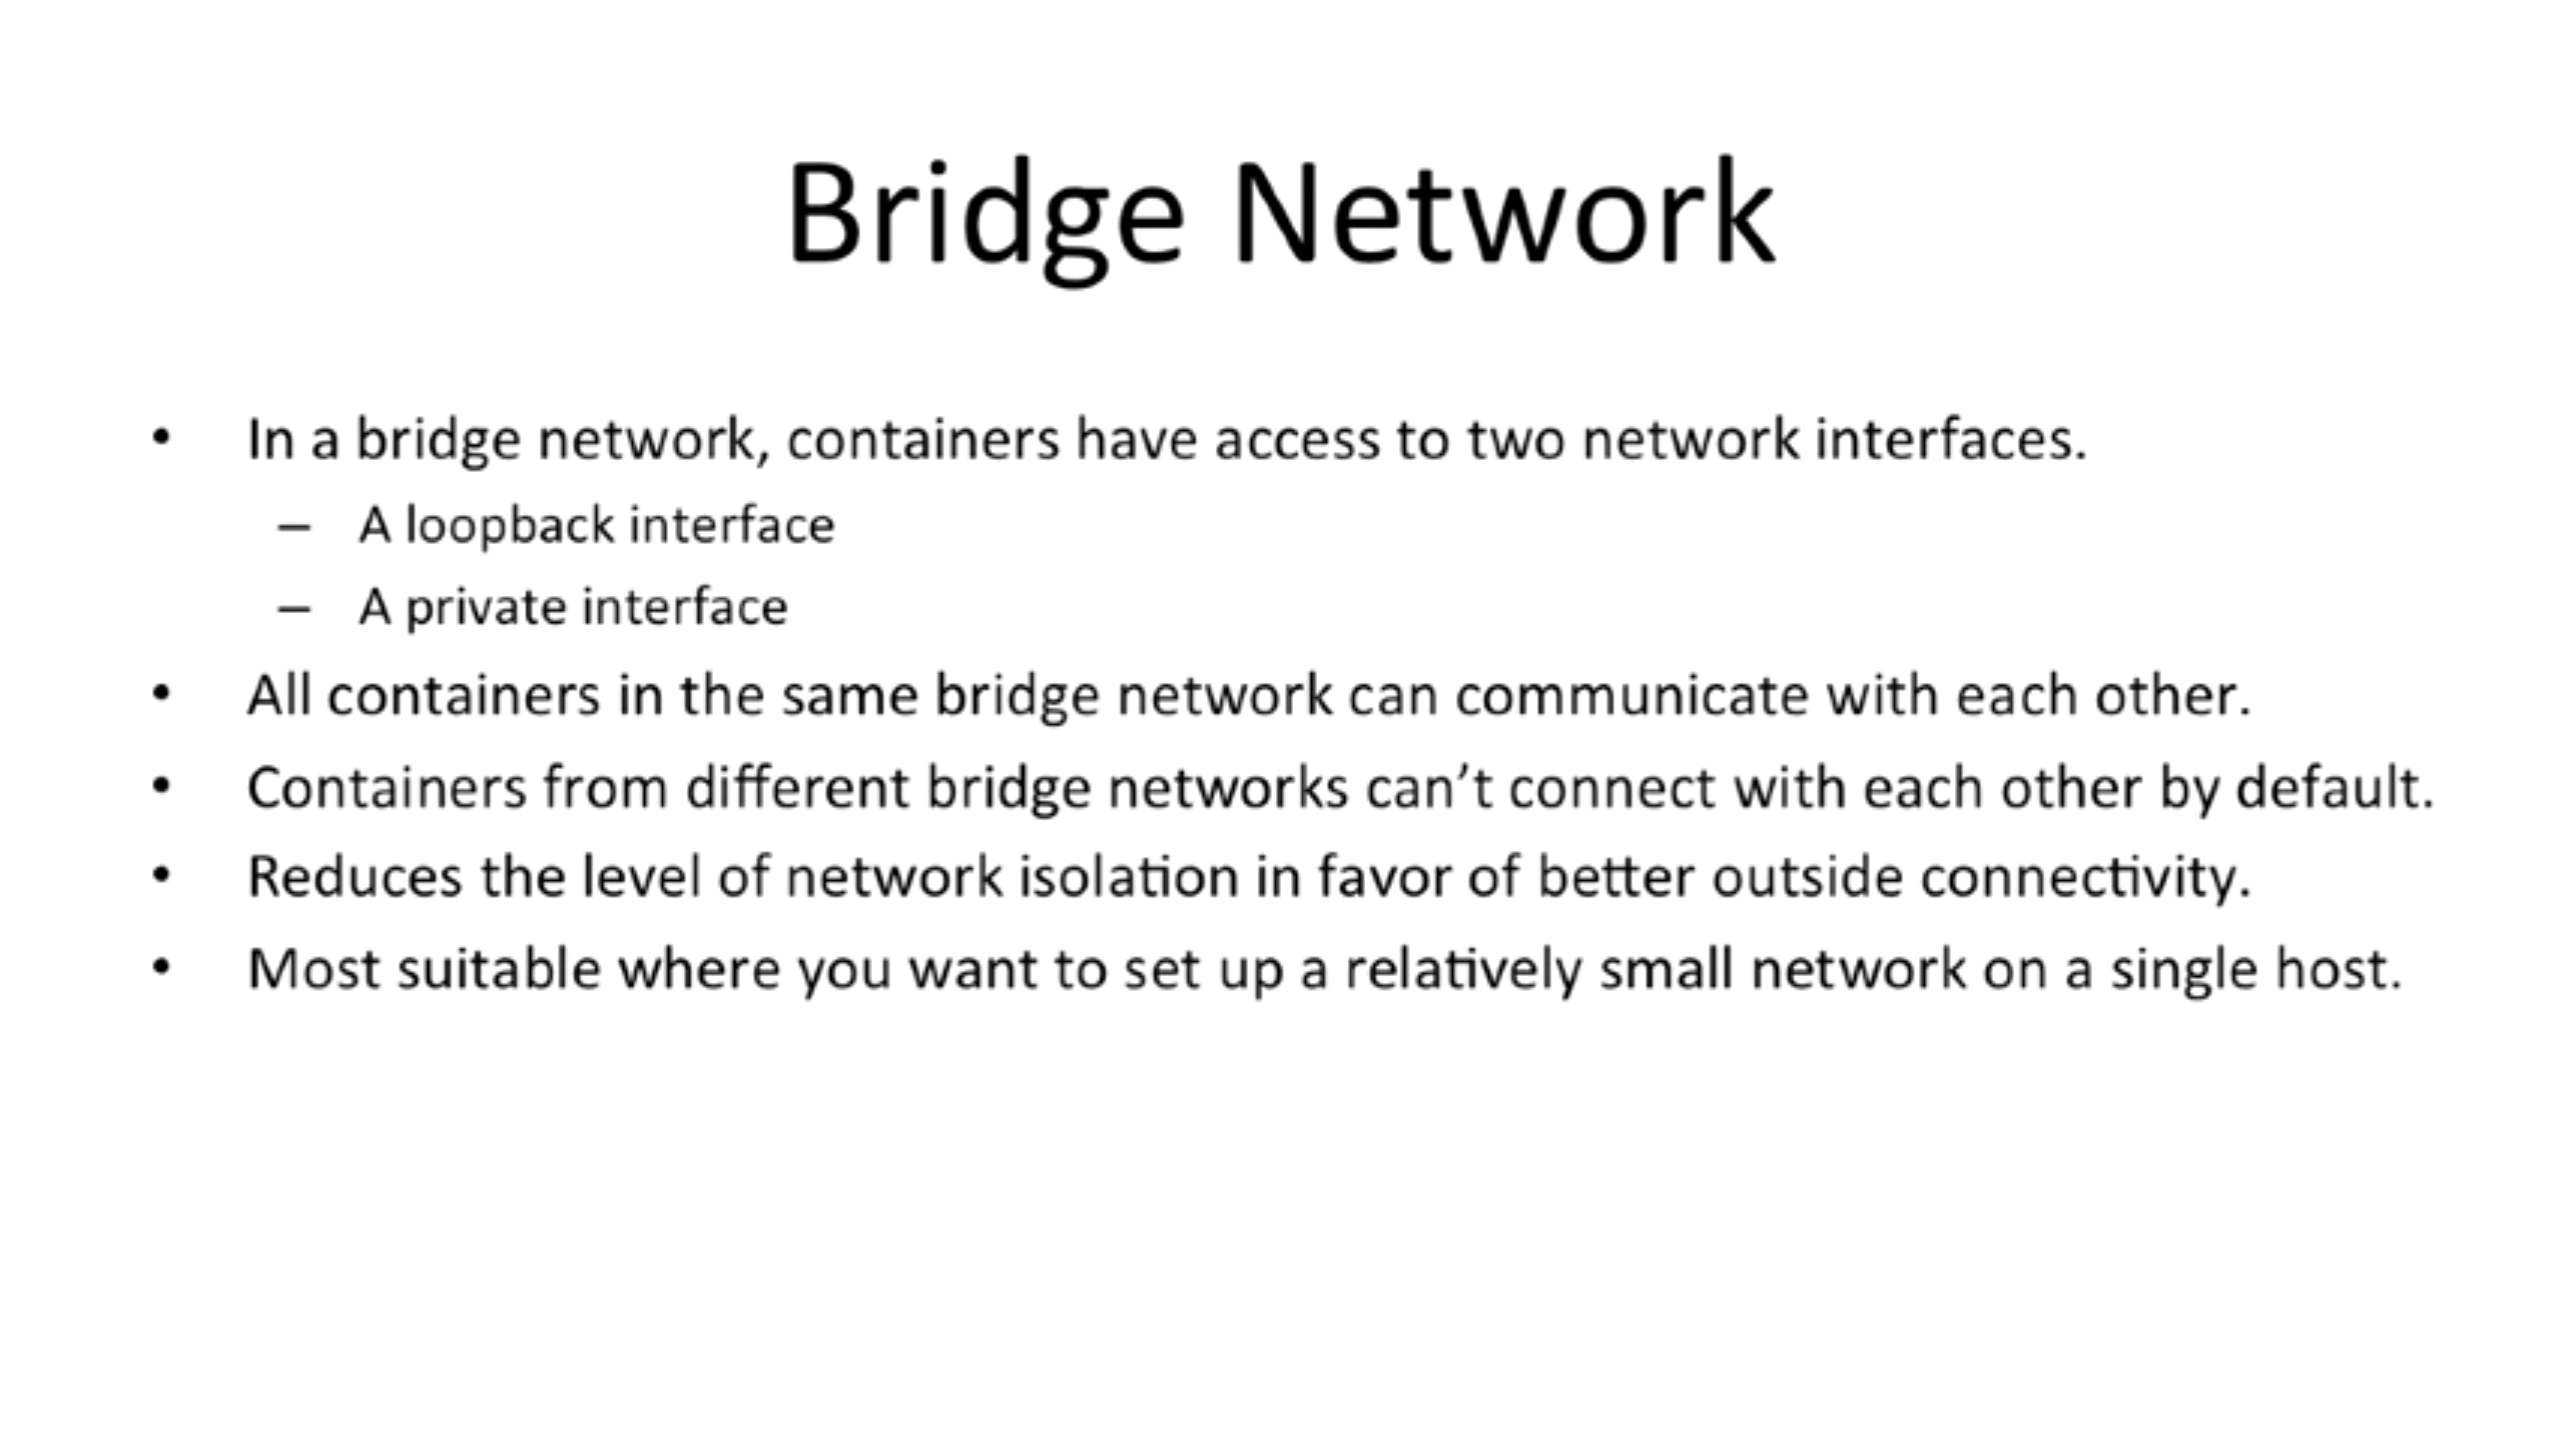 Bridge Network
• In a bridge network, containers have access to two network interfaces.
– A loopback interface
– A private interface
• All containers in the same bridge network can communicate with each other.
• Containers from different bridge networks can’t connect with each other by default.
• Reduces the level of network isolation in favor of better outside connectivity.
• Most suitable where you want to set up a relatively small network on a single host.